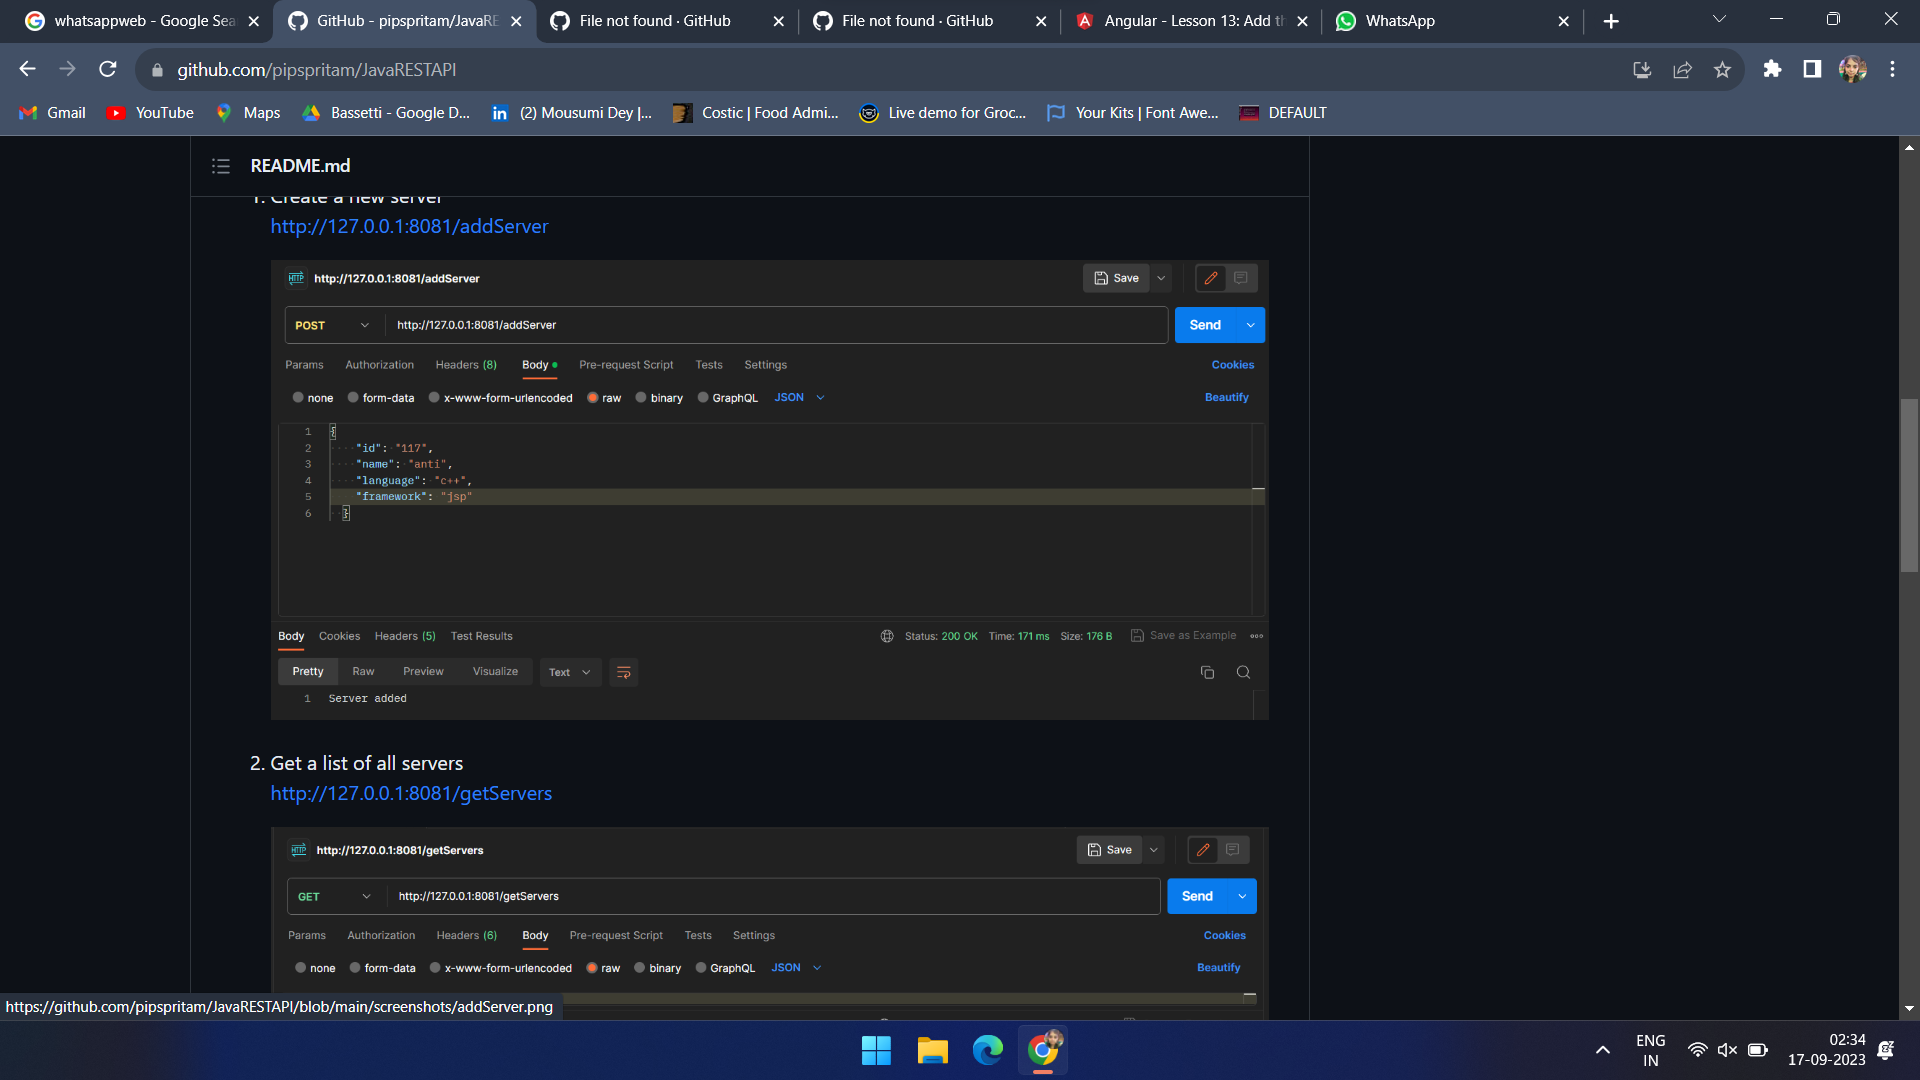 whatsappweb - Google Sea
GitHub - pipspritam/JavaRE
File not found · GitHub
File not found · GitHub
Angular - Lesson 13: Add th
WhatsApp
github.com/pipspritam/JavaRESTAPI
Gmail
YouTube
Maps
Bassetti - Google D...
(2) Mousumi Dey |...
Costic | Food Admi...
Live demo for Groc...
Your Kits | Font Awe...
DEFAULT
README.md
1. Create a new server
http://127.0.0.1:8081/addServer
HTTP http://127.0.0.1:8081/addServer
Save
POST
http://127.0.0.1:8081/addServer
Send
Params Authorization Headers (8) Body Pre-request Script Tests Settings
Cookies
none form-data x-www-form-urlencoded raw binary GraphQL JSON
Beautify
1 {
2 "id": "117",
3 "name": "anti",
4 "language": "c++",
5 "framework": "jsp"
6 }
Body Cookies Headers (5) Test Results
Status: 200 OK Time: 171 ms Size: 176 B Save as Example
Pretty Raw Preview Visualize Text
1 Server added
2. Get a list of all servers
http://127.0.0.1:8081/getServers
HTTP http://127.0.0.1:8081/getServers
Save
GET
http://127.0.0.1:8081/getServers
Send
Params Authorization Headers (6) Body Pre-request Script Tests Settings
Cookies
none form-data x-www-form-urlencoded raw binary GraphQL JSON
Beautify
https://github.com/pipspritam/JavaRESTAPI/blob/main/screenshots/addServer.png
ENG
IN
02:34
17-09-2023